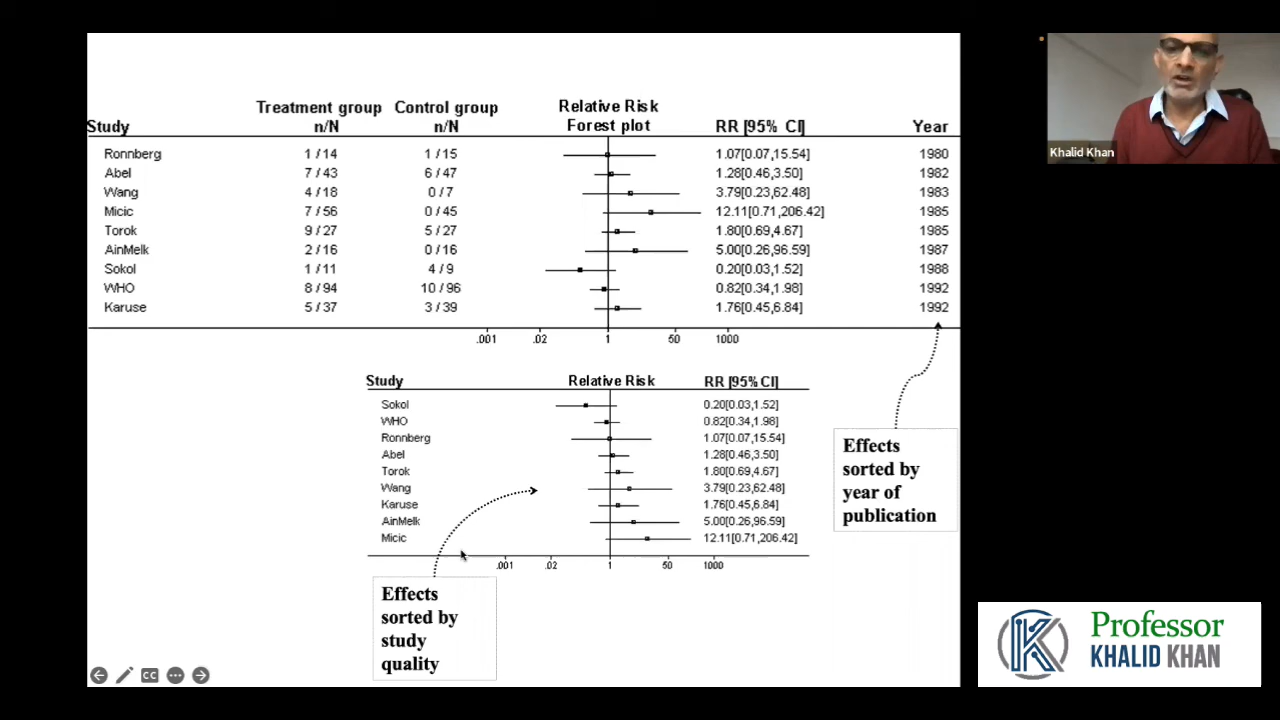 Treatment group Control group Relative Risk
Study n/N n/N Forest plot RR [95% CI] Year
Ronnberg 1 / 14 1 / 15 1.07[0.07,15.54] 1980
Abel 7 / 43 6 / 47 1.28[0.46,3.50] 1982
Wang 4 / 18 0 / 7 3.79[0.23,62.48] 1983
Micic 7 / 56 0 / 45 12.11[0.71,206.42] 1985
Torok 9 / 27 5 / 27 1.80[0.69,4.67] 1985
AinMelk 2 / 16 0 / 16 5.00[0.26,96.59] 1987
Sokol 1 / 11 4 / 9 0.20[0.03,1.52] 1988
WHO 8 / 94 10 / 96 0.82[0.34,1.98] 1992
Karuse 5 / 37 3 / 39 1.76[0.45,6.84] 1992
.001 .02 1 50 1000
Study Relative Risk RR [95%CI]
Sokol 0.20[0.03,1.52]
WHO 0.82[0.34,1.98]
Ronnberg 1.07[0.07,15.54]
Abel 1.28[0.46,3.50]
Torok 1.80[0.69,4.67]
Wang 3.79[0.23,62.48]
Karuse 1.76[0.45,6.84]
AinMelk 5.00[0.26,96.59]
Micic 12.11[0.71,206.42]
.001 .02 1 50 1000
Effects
sorted by
year of
publication
Effects
sorted by
study
quality
CC
Khalid Khan
Professor
KHALID KHAN